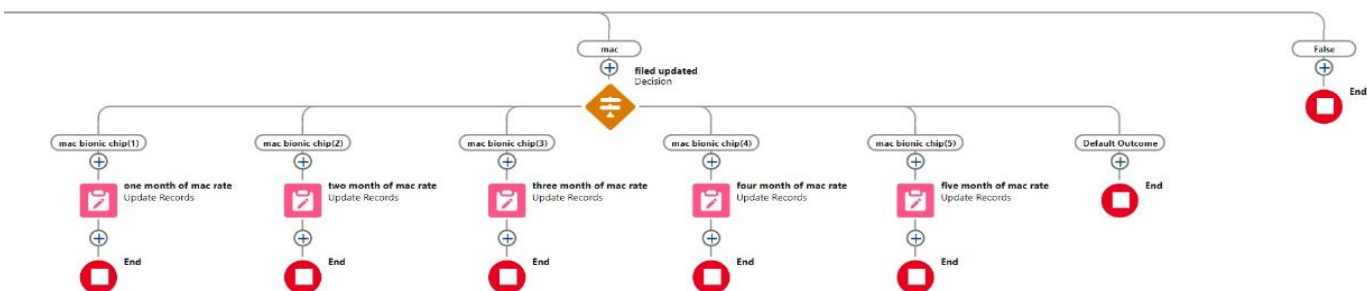 mac
False
filed updated
Decision
End
mac bionic chip(1)
mac bionic chip(2)
mac bionic chip(3)
mac bionic chip(4)
mac bionic chip(5)
Default Outcome
one month of mac rate
Update Records
two month of mac rate
Update Records
three month of mac rate
Update Records
four month of mac rate
Update Records
five month of mac rate
Update Records
End
End
End
End
End
End